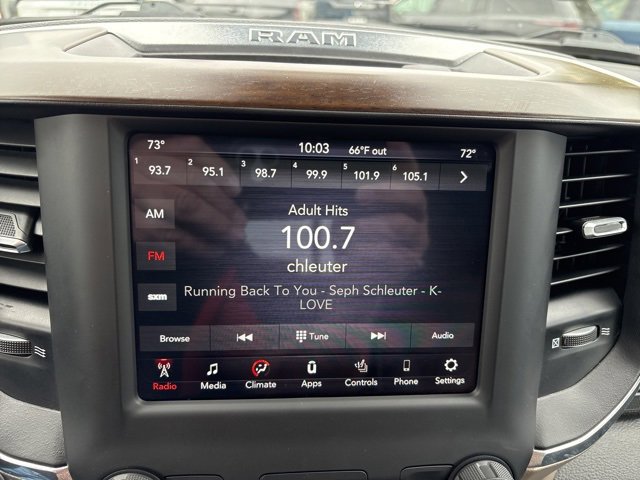 RAM
73° 10:03 66°F out 72°
1 93.7 2 95.1 3 98.7 4 99.9 5 101.9 6 105.1
AM
Adult Hits
100.7
FM
chleuter
sxm
Running Back To You - Seph Schleuter - K-
LOVE
Browse Tune Audio
Radio Media Climate Apps Controls Phone Settings